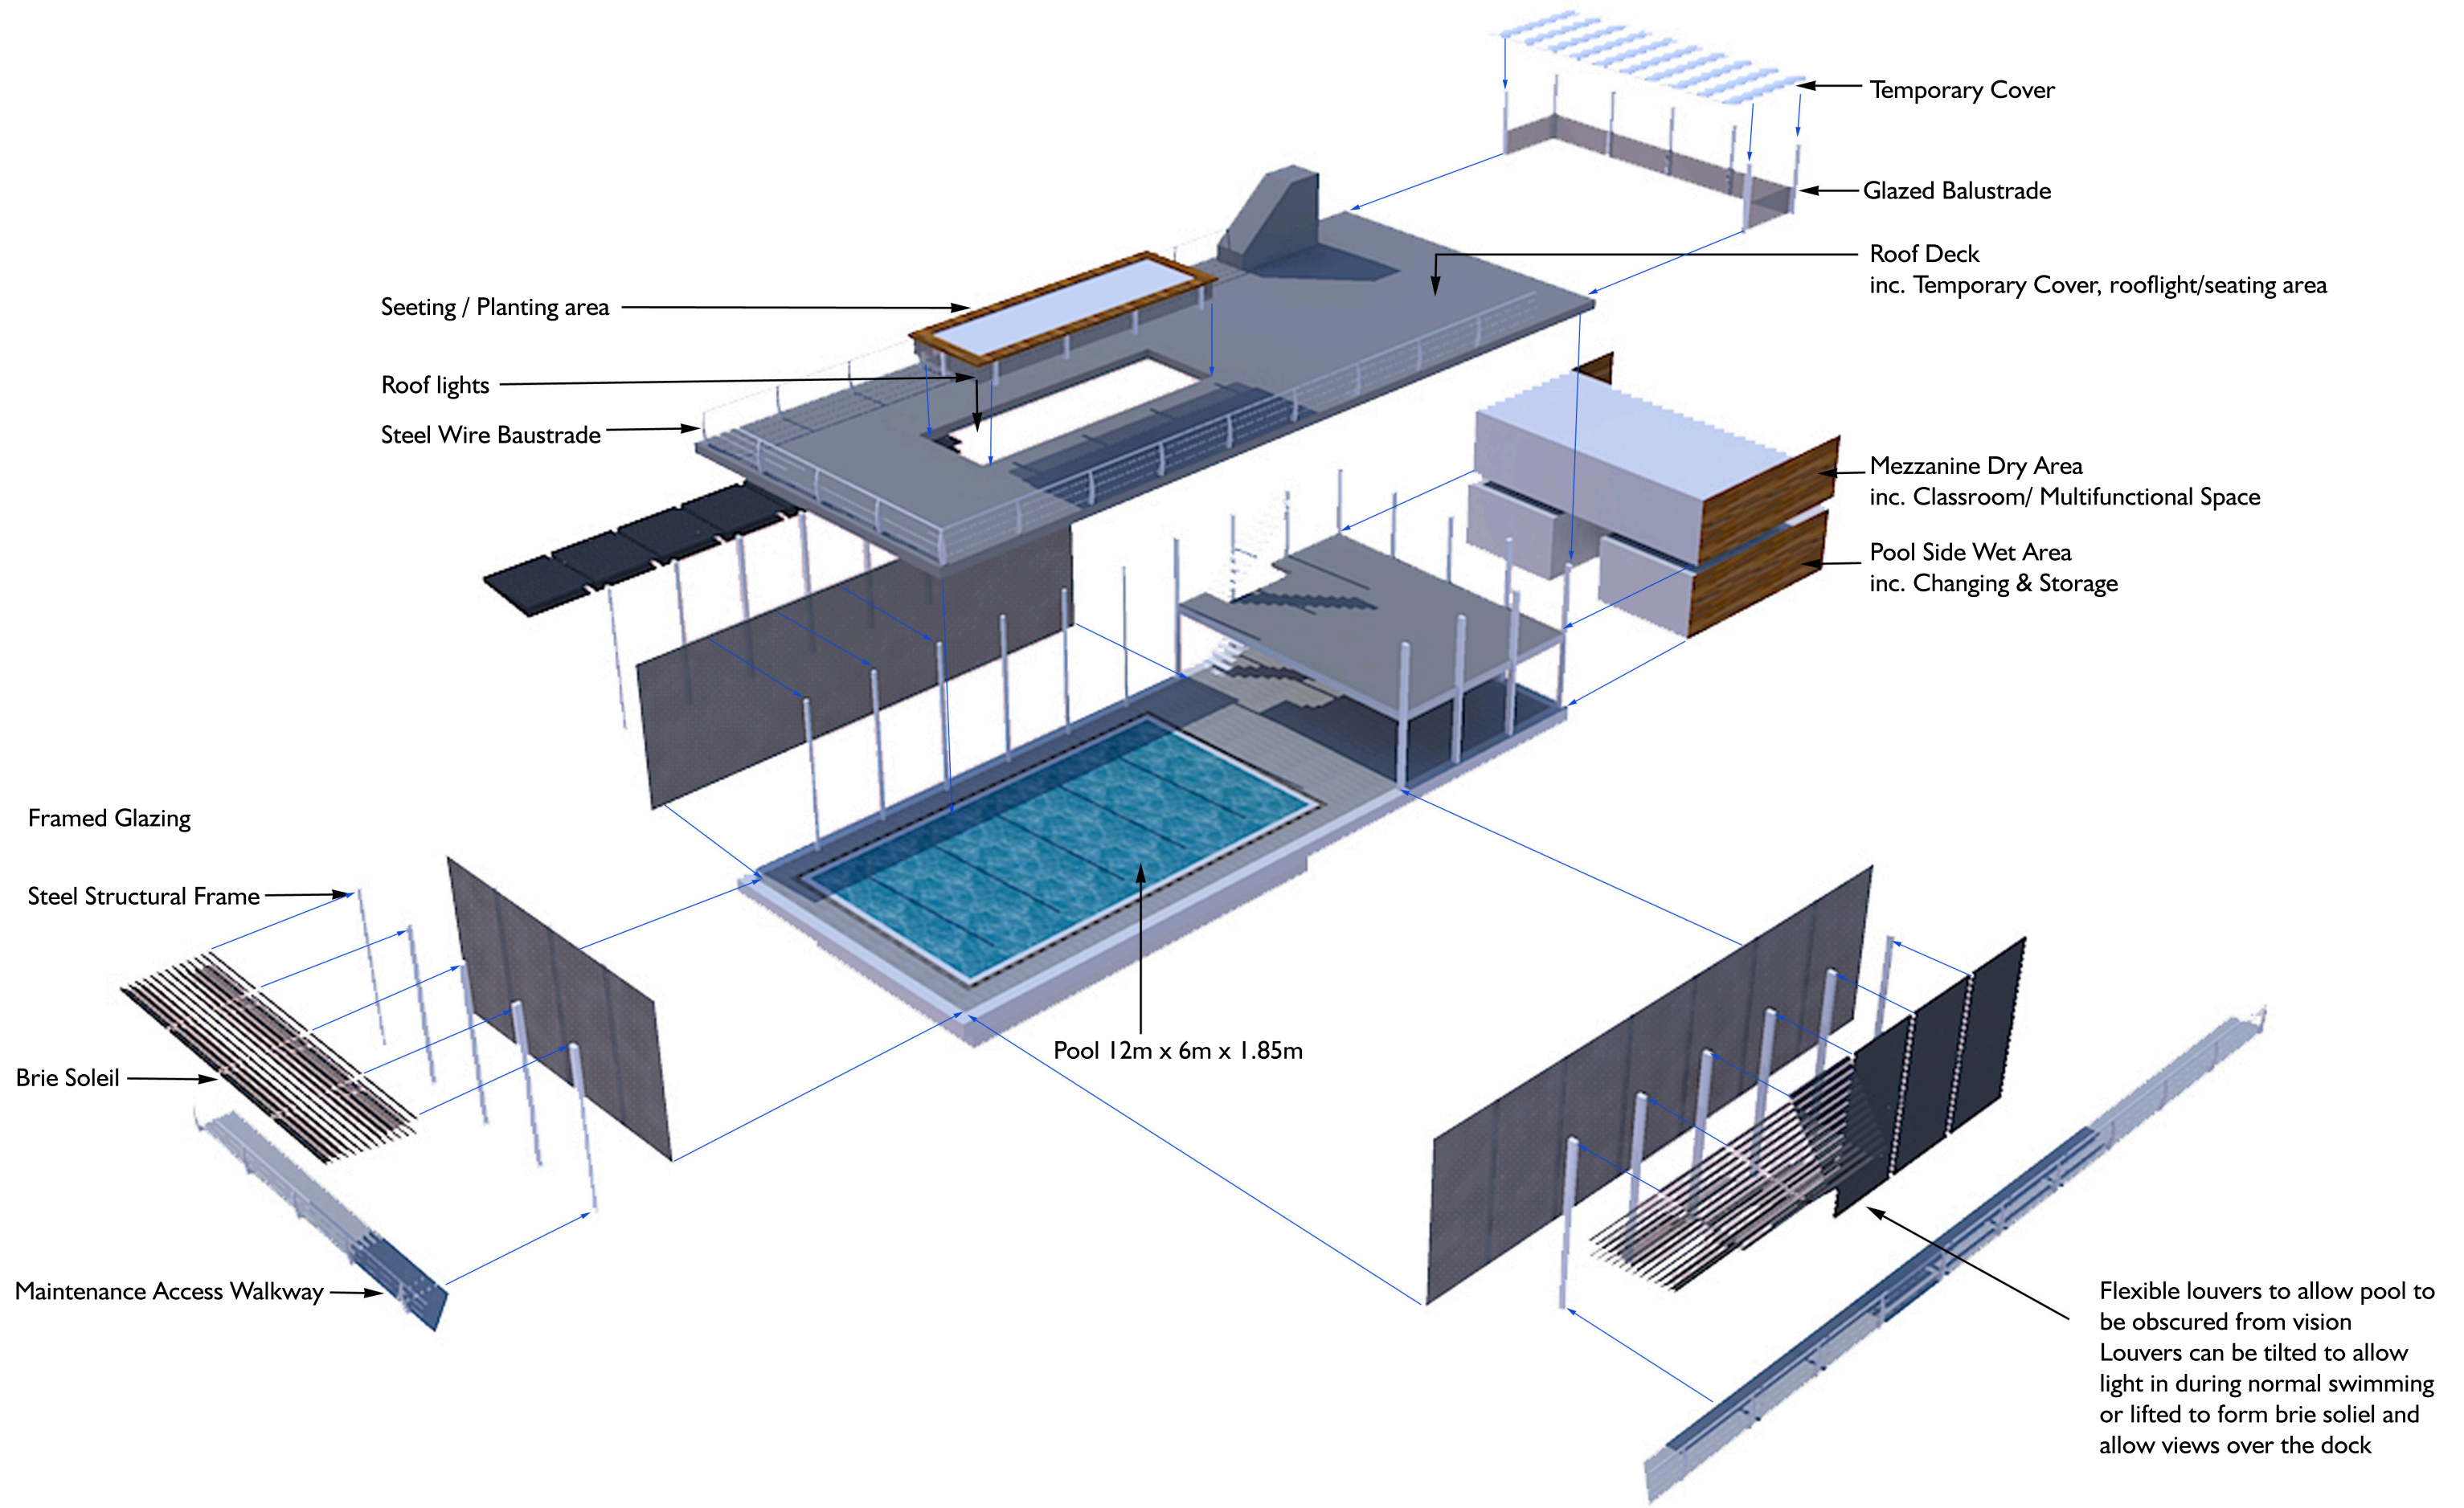 Temporary Cover
Glazed Balustrade
Roof Deck
inc. Temporary Cover, rooflight/seating area
Seeting / Planting area
Roof lights
Steel Wire Baustrade
Mezzanine Dry Area
inc. Classroom/ Multifunctional Space
Pool Side Wet Area
inc. Changing & Storage
Framed Glazing
Steel Structural Frame
Pool 12m x 6m x 1.85m
Brie Soleil
Maintenance Access Walkway
Flexible louvers to allow pool to
be obscured from vision
Louvers can be tilted to allow
light in during normal swimming
or lifted to form brie soliel and
allow views over the dock